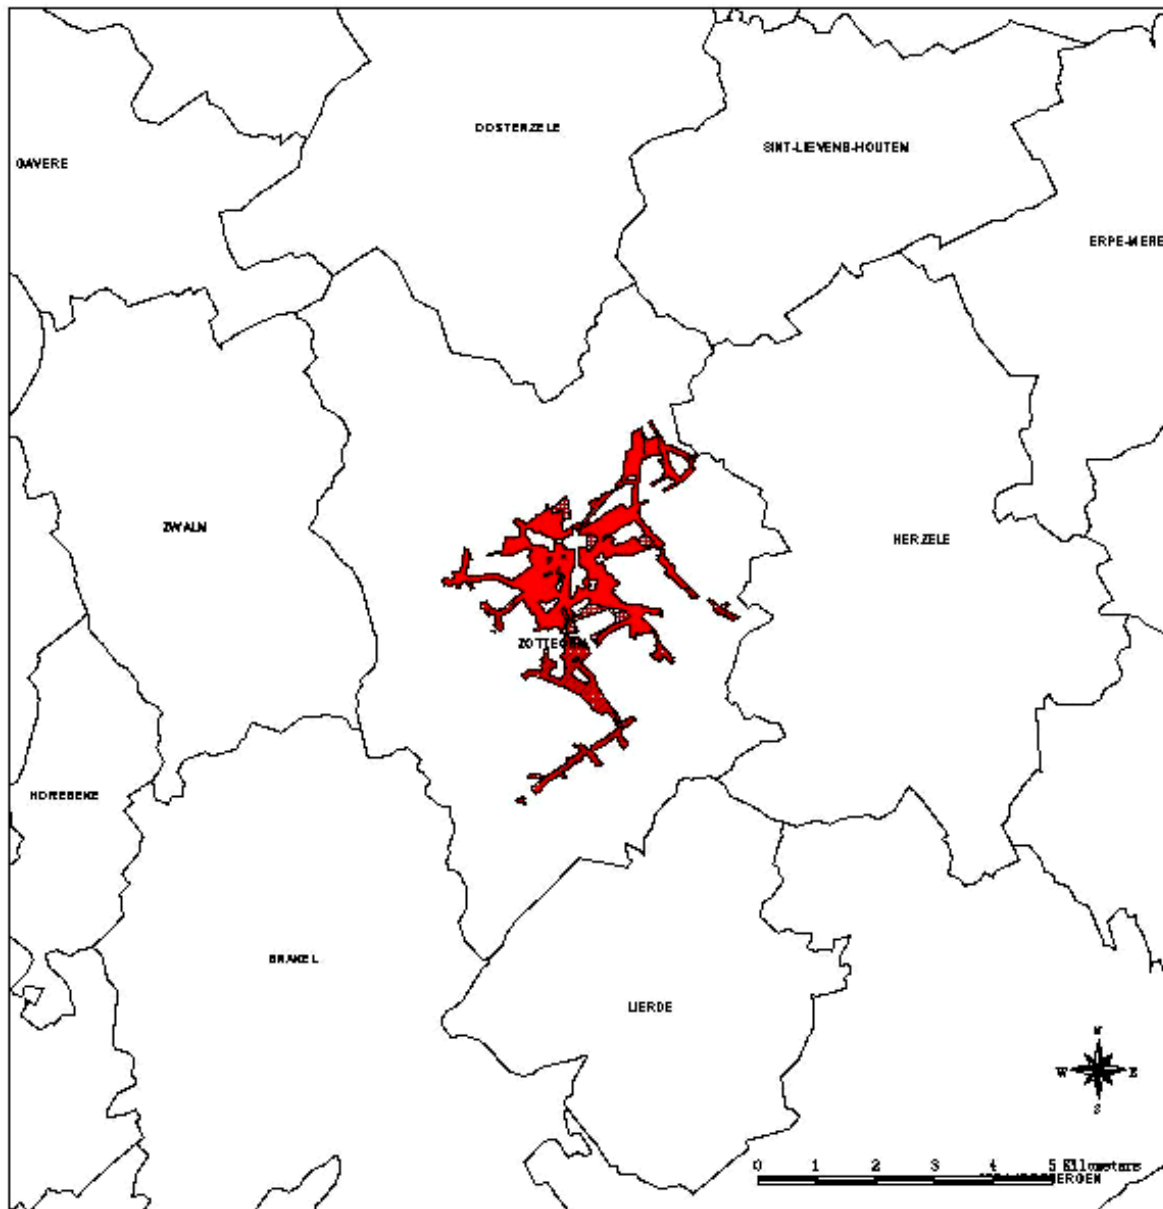 OOSTERZELE
SINT-LIEVENS-HOUTEM
GAVERE
ERPE-MERE
ZWALM
HERZELE
ZOTTEGEM
HOREBEKE
BRAKEL
LIERDE
N
W E
S
0 1 2 3 4 5 Kilometers